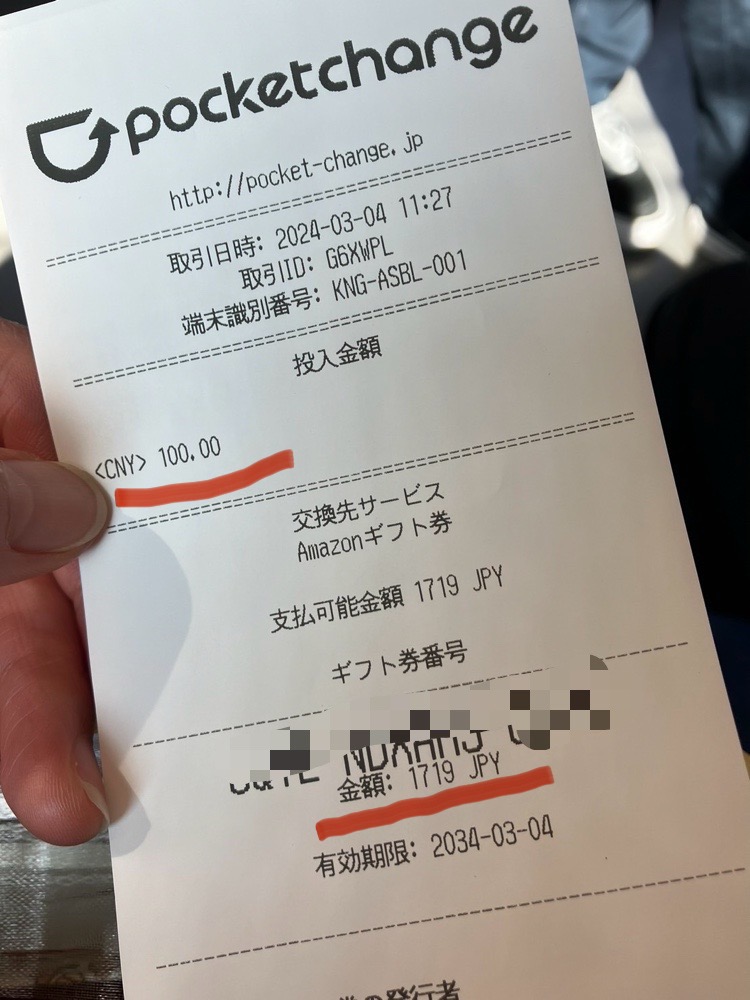 pocketchange
http://pocket-change.jp
取引日時: 2024-03-04 11:27
取引ID: G6XWPL
端末識別番号: KNG-ASBL-001
投入金額
<CNY> 100.00
交換先サービス
Amazonギフト券
支払可能金額 1719 JPY
ギフト券番号
金額: 1719 JPY
有効期限: 2034-03-04
の発行者